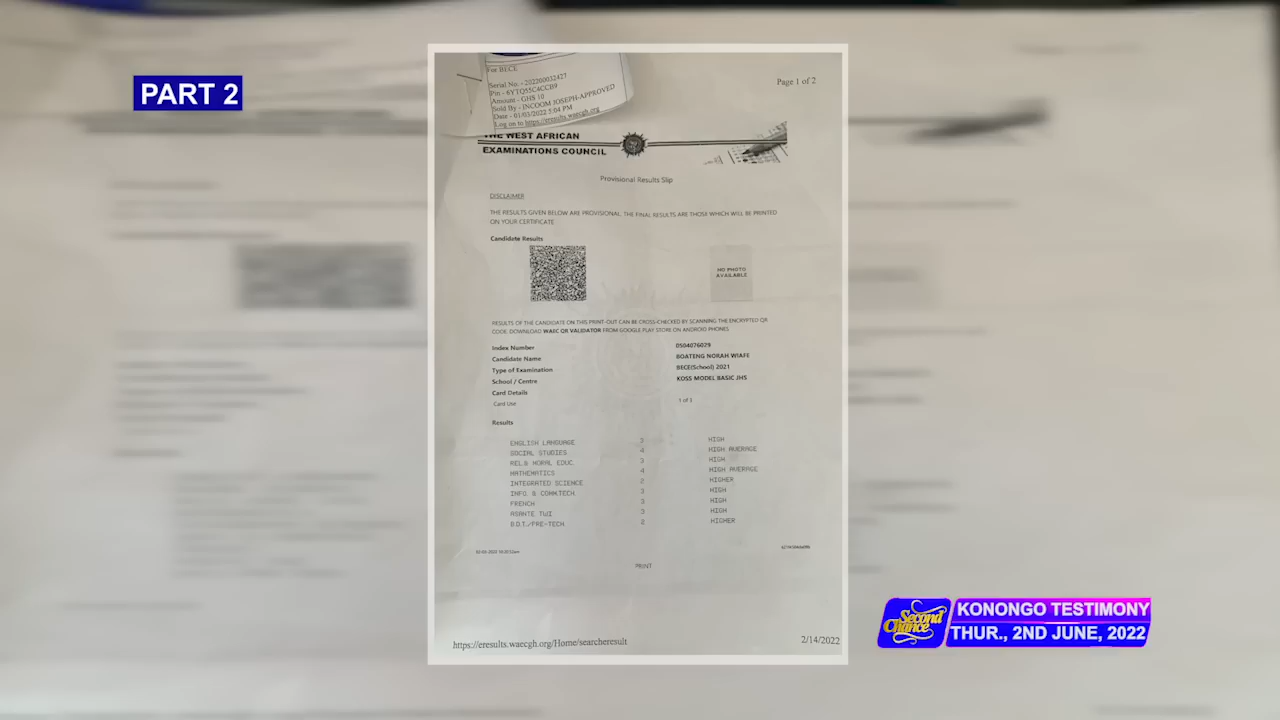 PART 2
For BECE
Serial No: - 202200032427
Pin - 6YTQ55C4CCB9
Amount - GHS 10
Sold By - INCOOM JOSEPH-APPROVED
Date - 01/03/2022 5:04 PM
Log on to https://eresults.waecgh.org
Page 1 of 2
THE WEST AFRICAN
EXAMINATIONS COUNCIL
Provisional Results Slip
DISCLAIMER
THE RESULTS GIVEN BELOW ARE PROVISIONAL. THE FINAL RESULTS ARE THOSE WHICH WILL BE PRINTED
ON YOUR CERTIFICATE
Candidate Results
NO PHOTO
AVAILABLE
RESULTS OF THE CANDIDATE ON THIS PRINT-OUT CAN BE CROSS-CHECKED BY SCANNING THE ENCRYPTED QR
CODE. DOWNLOAD WAEC QR VALIDATOR FROM GOOGLE PLAY STORE ON ANDROID PHONES
Index Number 0504076029
Candidate Name BOATENG NORAH WIAFE
Type of Examination BECE(School) 2021
School / Centre KOSS MODEL BASIC JHS
Card Details
Card Use 1 of 3
Results
ENGLISH LANGUAGE 3 HIGH
SOCIAL STUDIES 4 HIGH AVERAGE
REL.& MORAL EDUC. 3 HIGH
MATHEMATICS 4 HIGH AVERAGE
INTEGRATED SCIENCE 2 HIGHER
INFO. & COMM.TECH. 3 HIGH
FRENCH 3 HIGH
ASANTE TWI 3 HIGH
B.D.T./PRE-TECH 2 HIGHER
PRINT
https://eresults.waecgh.org/Home/searcheresult 2/14/2022
Second Chance
KONONGO TESTIMONY
THUR., 2ND JUNE, 2022